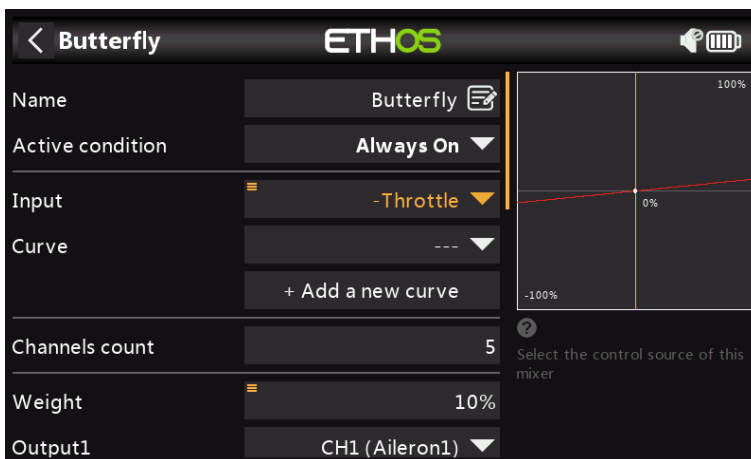 Butterfly
ETHOS
Name
Butterfly
Active condition
Always On
Input
-Throttle
Curve
---
+ Add a new curve
Channels count
5
Weight
10%
Output1
CH1 (Aileron1)
100%
0%
-100%
?
Select the control source of this
mixer